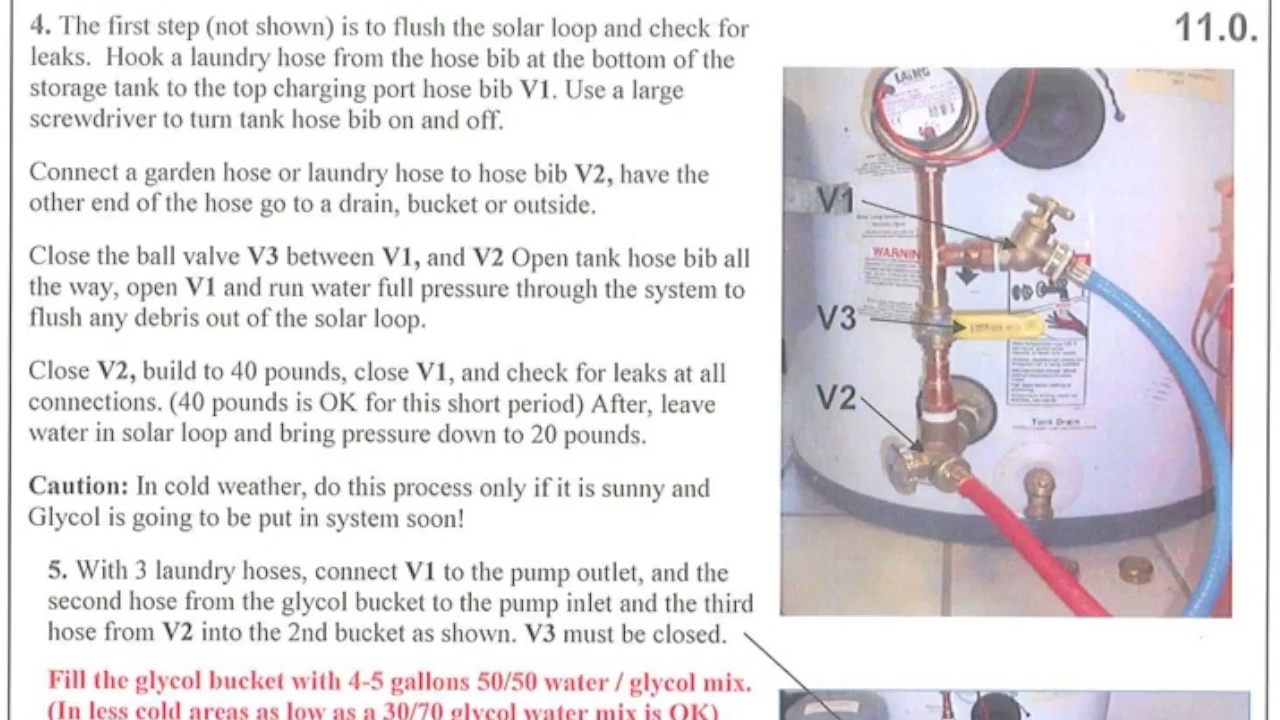 11.0.
4. The first step (not shown) is to flush the solar loop and check for
leaks. Hook a laundry hose from the hose bib at the bottom of the
storage tank to the top charging port hose bib V1. Use a large
screwdriver to turn tank hose bib on and off.
Connect a garden hose or laundry hose to hose bib V2, have the
other end of the hose go to a drain, bucket or outside.
Close the ball valve V3 between V1, and V2 Open tank hose bib all
the way, open V1 and run water full pressure through the system to
flush any debris out of the solar loop.
Close V2, build to 40 pounds, close V1, and check for leaks at all
connections. (40 pounds is OK for this short period) After, leave
water in solar loop and bring pressure down to 20 pounds.
Caution: In cold weather, do this process only if it is sunny and
Glycol is going to be put in system soon!
5. With 3 laundry hoses, connect V1 to the pump outlet, and the
second hose from the glycol bucket to the pump inlet and the third
hose from V2 into the 2nd bucket as shown. V3 must be closed.
Fill the glycol bucket with 4-5 gallons 50/50 water / glycol mix.
(In less cold areas as low as a 30/70 glycol water mix is OK)
LAING
V1
WARNIN
V3
V2
Tank Drain